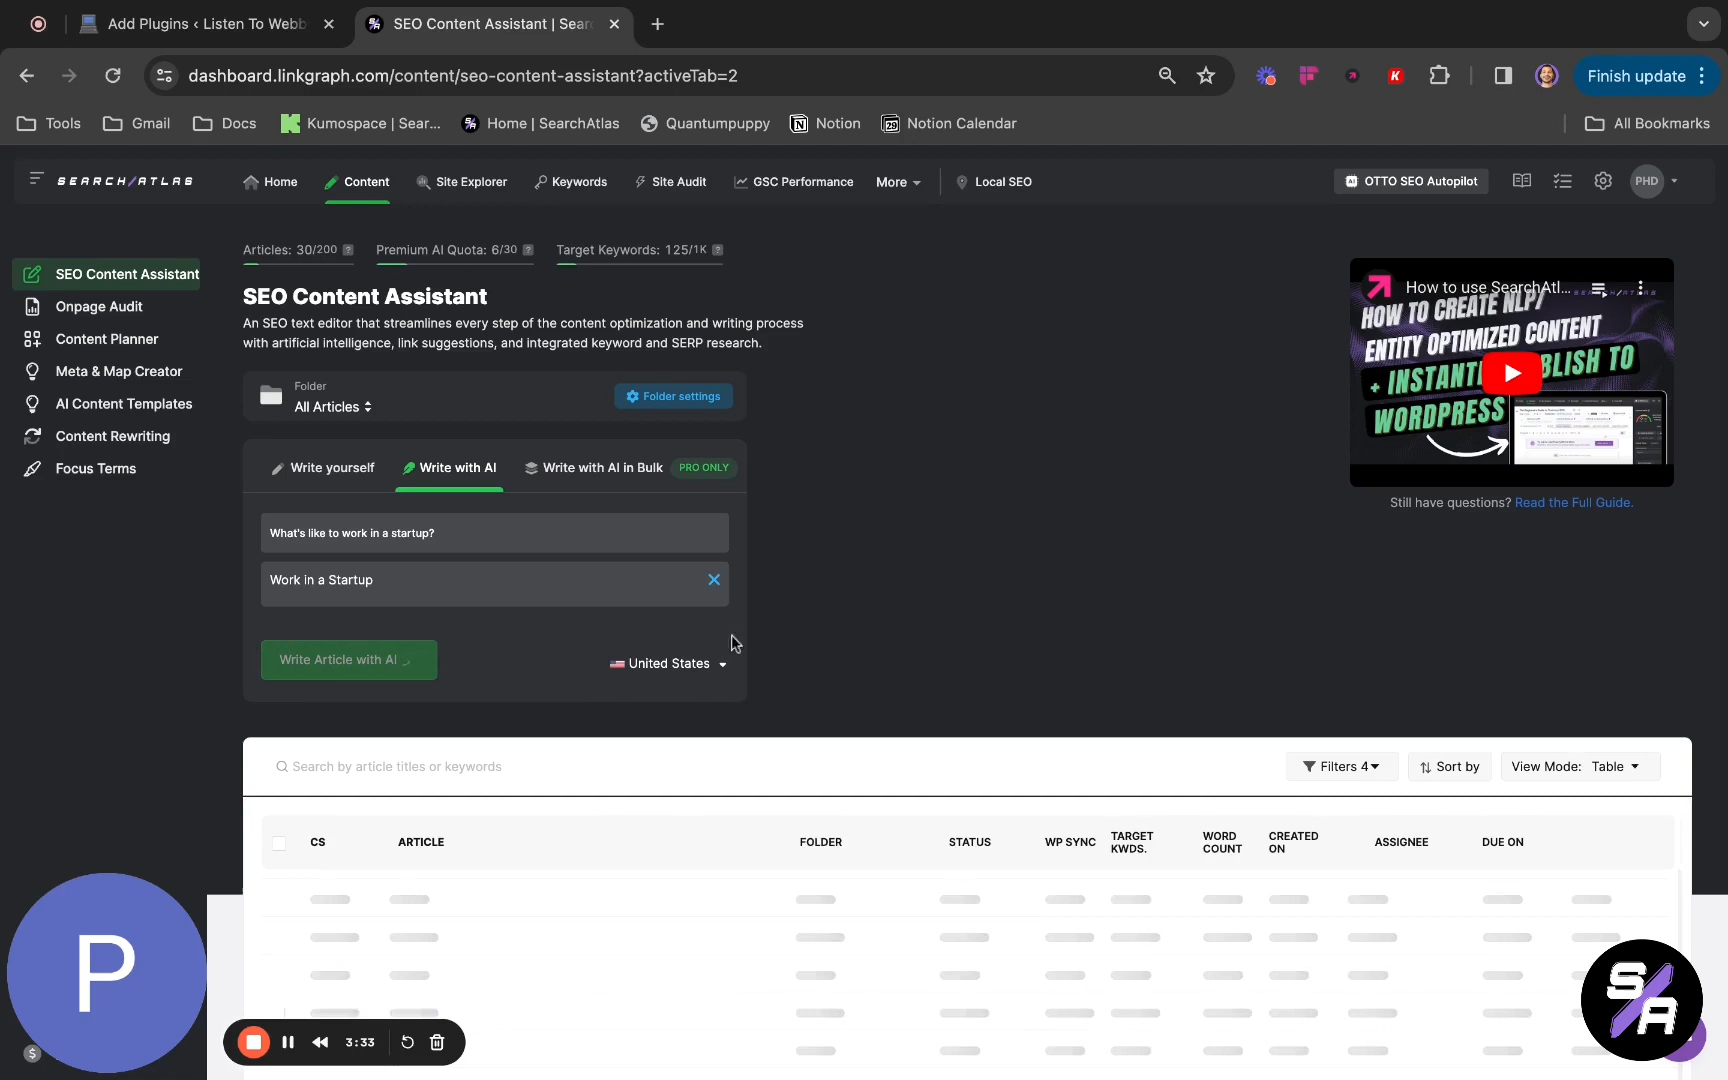 Add Plugins ‹ Listen To Webb
SEO Content Assistant | Sear
dashboard.linkgraph.com/content/seo-content-assistant?activeTab=2
Finish update
Tools
Gmail
Docs
Kumospace | Sear...
Home | SearchAtlas
Quantumpuppy
Notion
Notion Calendar
All Bookmarks
SEARCH/ATLAS
Home
Content
Site Explorer
Keywords
Site Audit
GSC Performance
More
Local SEO
OTTO SEO Autopilot
PHD
SEO Content Assistant
Onpage Audit
Content Planner
Meta & Map Creator
AI Content Templates
Content Rewriting
Focus Terms
Articles: 30/200 ?
Premium AI Quota: 6/30 ?
Target Keywords: 125/1K ?
SEO Content Assistant
An SEO text editor that streamlines every step of the content optimization and writing process
with artificial intelligence, link suggestions, and integrated keyword and SERP research.
Folder
All Articles
Folder settings
Write yourself
Write with AI
Write with AI in Bulk
PRO ONLY
What's like to work in a startup?
Work in a Startup
Write Article with AI
United States
How to use SearchAtl...
HOW TO CREATE NLP/
ENTITY OPTIMIZED CONTENT
+ INSTANT
BLISH TO
WORDPRESS
Still have questions? Read the Full Guide.
Search by article titles or keywords
Filters 4
Sort by
View Mode: Table
CS
ARTICLE
FOLDER
STATUS
WP SYNC
TARGET
KWDS.
WORD
COUNT
CREATED
ON
ASSIGNEE
DUE ON
P
3:33
$
S/A